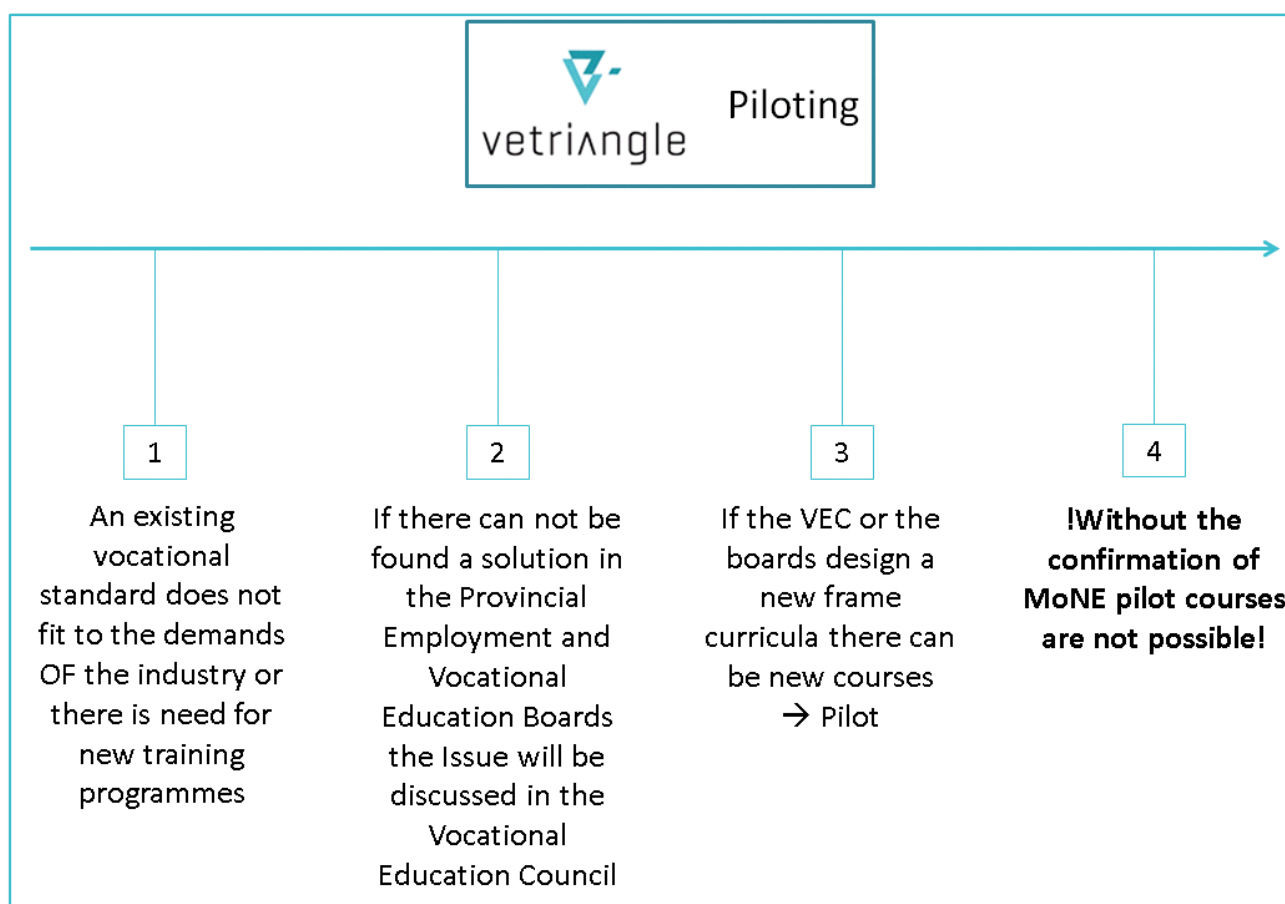 vetriʌngle
Piloting
1
An existing
vocational
standard does not
fit to the demands
OF the industry or
there is need for
new training
programmes
2
If there can not be
found a solution in
the Provincial
Employment and
Vocational
Education Boards
the Issue will be
discussed in the
Vocational
Education Council
3
If the VEC or the
boards design a
new frame
curricula there can
be new courses
→ Pilot
4
!Without the
confirmation of
MoNE pilot courses
are not possible!